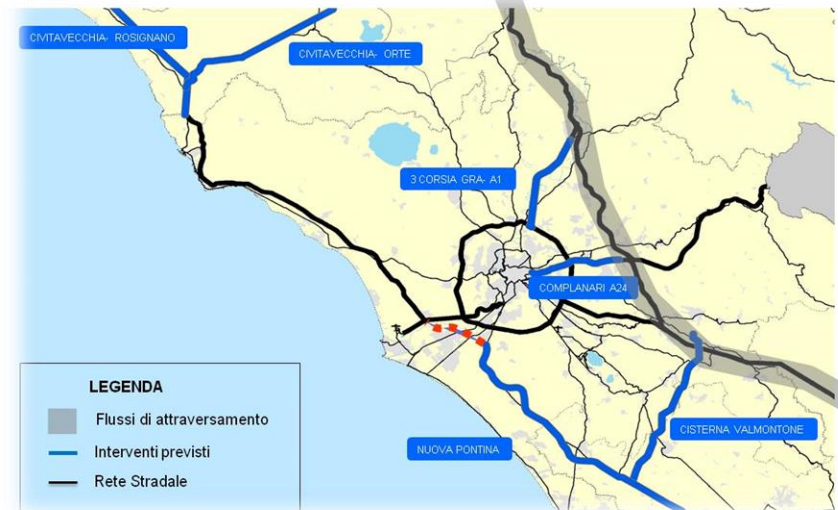 CIVITAVECCHIA- ROSIGNANO
CIVITAVECCHIA- ORTE
3 CORSIA GRA- A1
COMPLANARI A24
NUOVA PONTINA
CISTERNA VALMONTONE
LEGENDA
Flussi di attraversamento
Interventi previsti
Rete Stradale